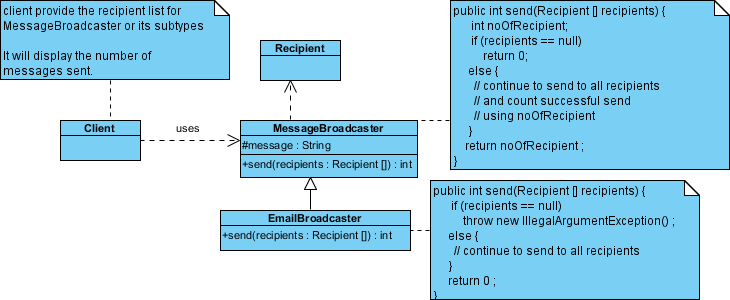 client provide the recipient list for
MessageBroadcaster or its subtypes
It will display the number of
messages sent.
Recipient
public int send(Recipient [] recipients) {
int noOfRecipient;
if (recipients == null)
return 0;
else {
// continue to send to all recipients
// and count successful send
// using noOfRecipient
}
return noOfRecipient ;
}
Client
uses
MessageBroadcaster
#message : String
+send(recipients : Recipient []) : int
EmailBroadcaster
+send(recipients : Recipient []) : int
public int send(Recipient [] recipients) {
if (recipients == null)
throw new IllegalArgumentException() ;
else {
// continue to send to all recipients
}
return 0 ;
}